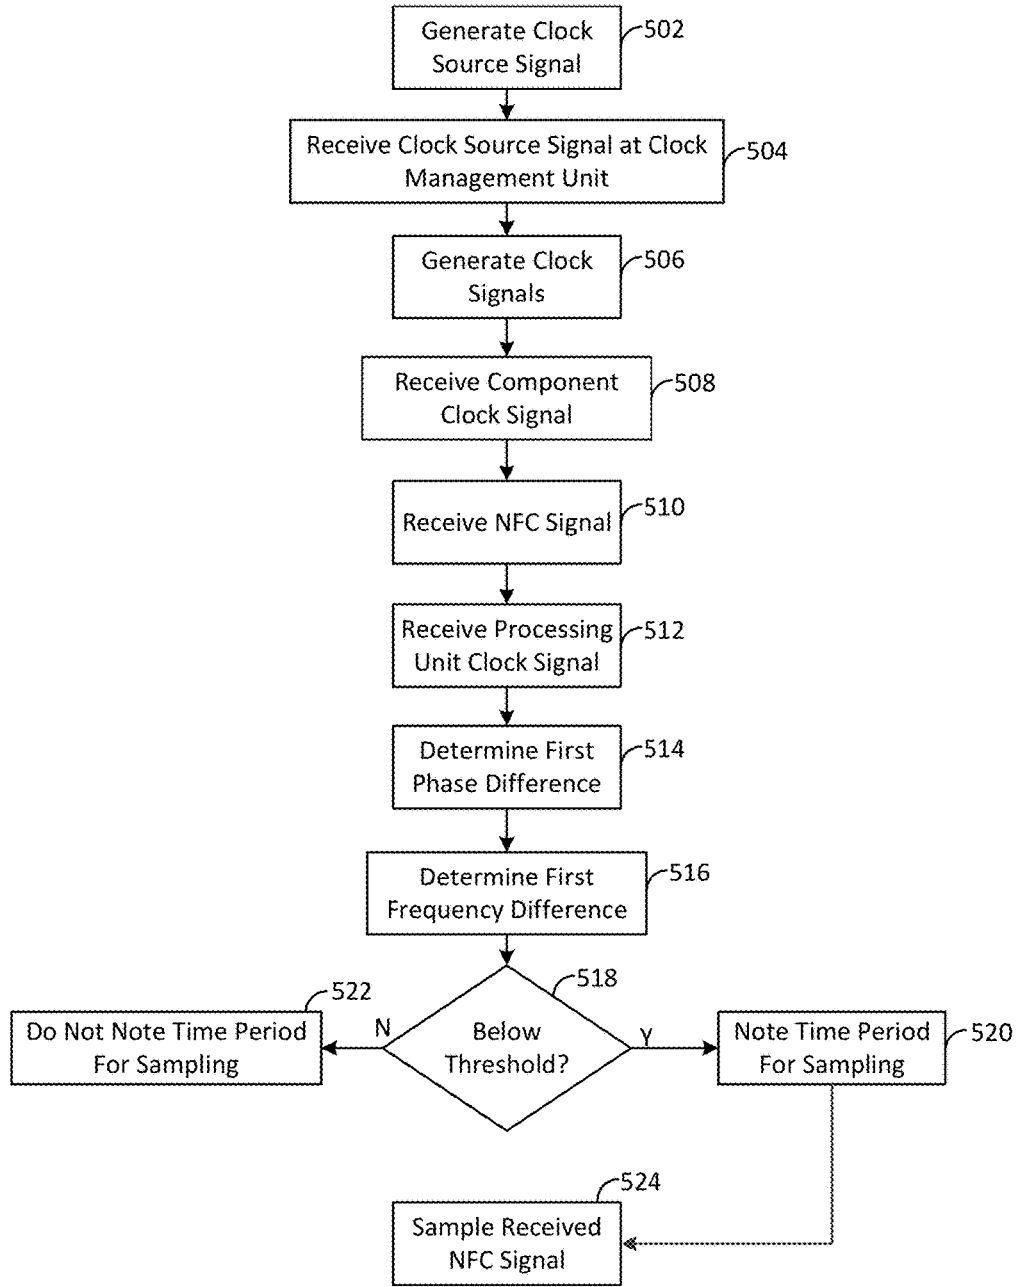 Generate Clock
Source Signal
502
Receive Clock Source Signal at Clock
Management Unit
504
Generate Clock
Signals
506
Receive Component
Clock Signal
508
Receive NFC Signal
510
Receive Processing
Unit Clock Signal
512
Determine First
Phase Difference
514
Determine First
Frequency Difference
516
Below
Threshold?
518
N
Do Not Note Time Period
For Sampling
522
Y
Note Time Period
For Sampling
520
Sample Received
NFC Signal
524